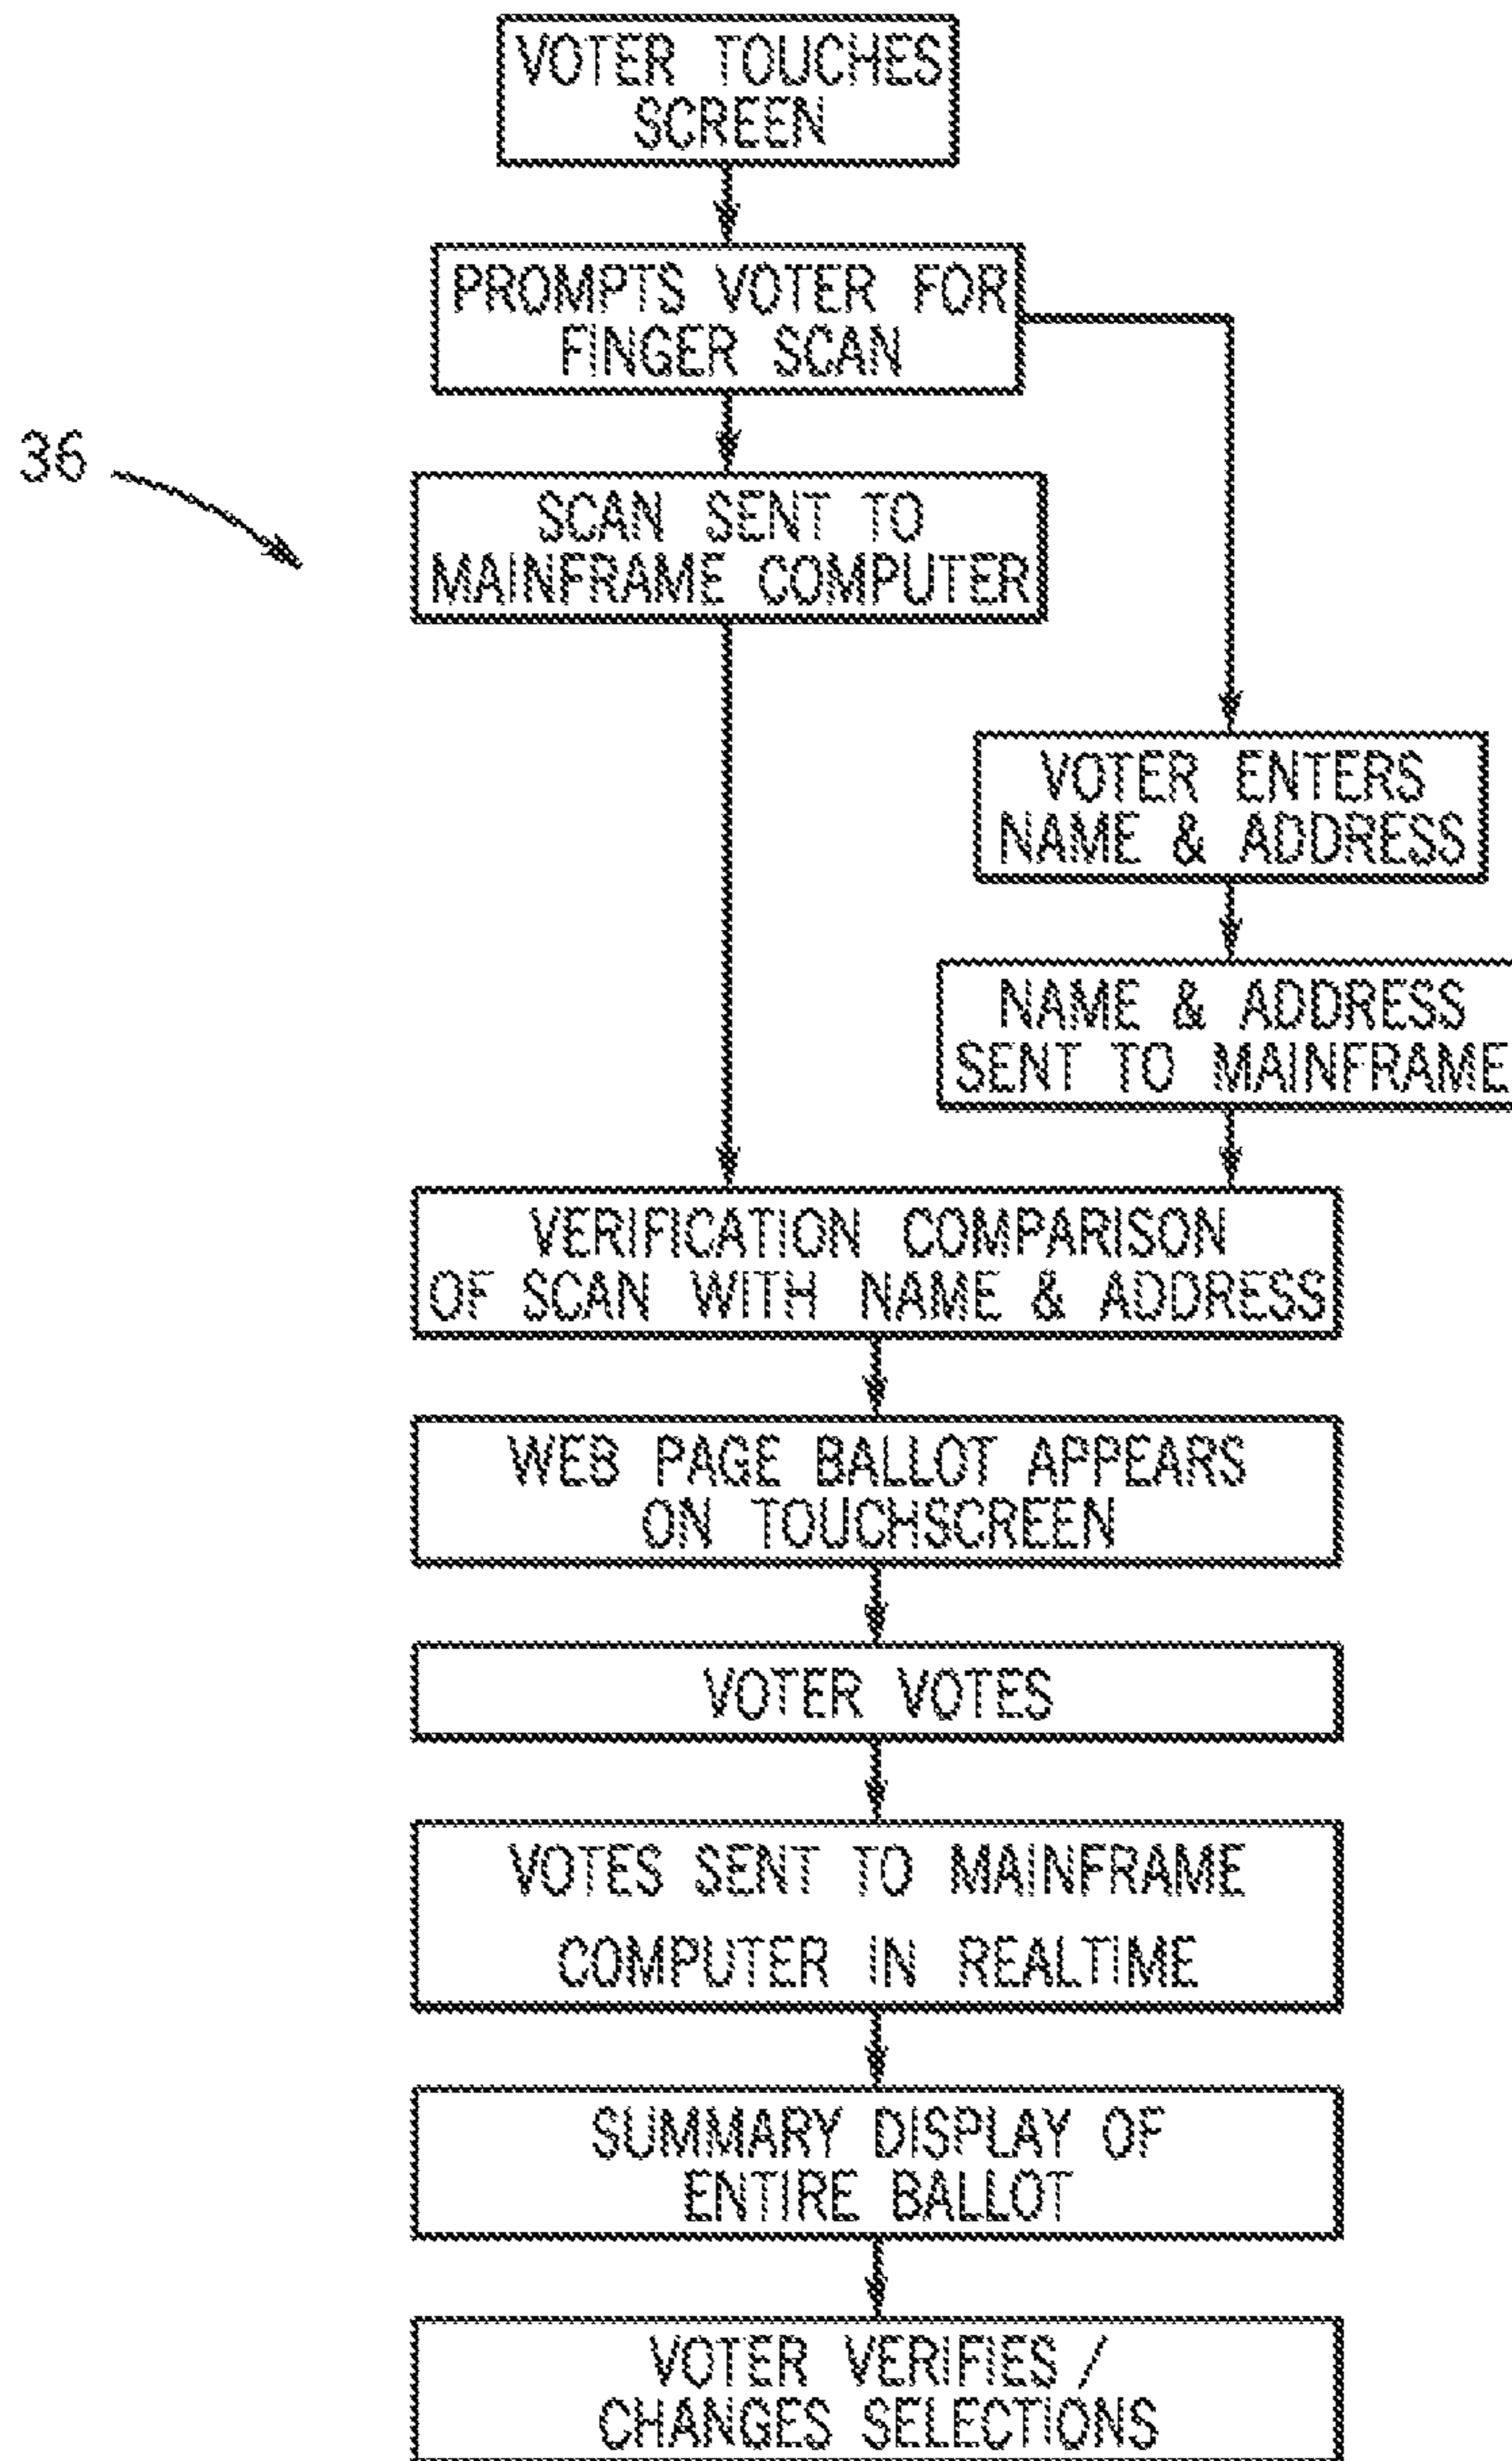 VOTER TOUCHES
SCREEN
PROMPTS VOTER FOR
FINGER SCAN
36
SCAN SENT TO
MAINFRAME COMPUTER
VOTER ENTERS
NAME & ADDRESS
NAME & ADDRESS
SENT TO MAINFRAME
VERIFICATION COMPARISON
OF SCAN WITH NAME & ADDRESS
WEB PAGE BALLOT APPEARS
ON TOUCHSCREEN
VOTER VOTES
VOTES SENT TO MAINFRAME
COMPUTER IN REALTIME
SUMMARY DISPLAY OF
ENTIRE BALLOT
VOTER VERIFIES /
CHANGES SELECTIONS